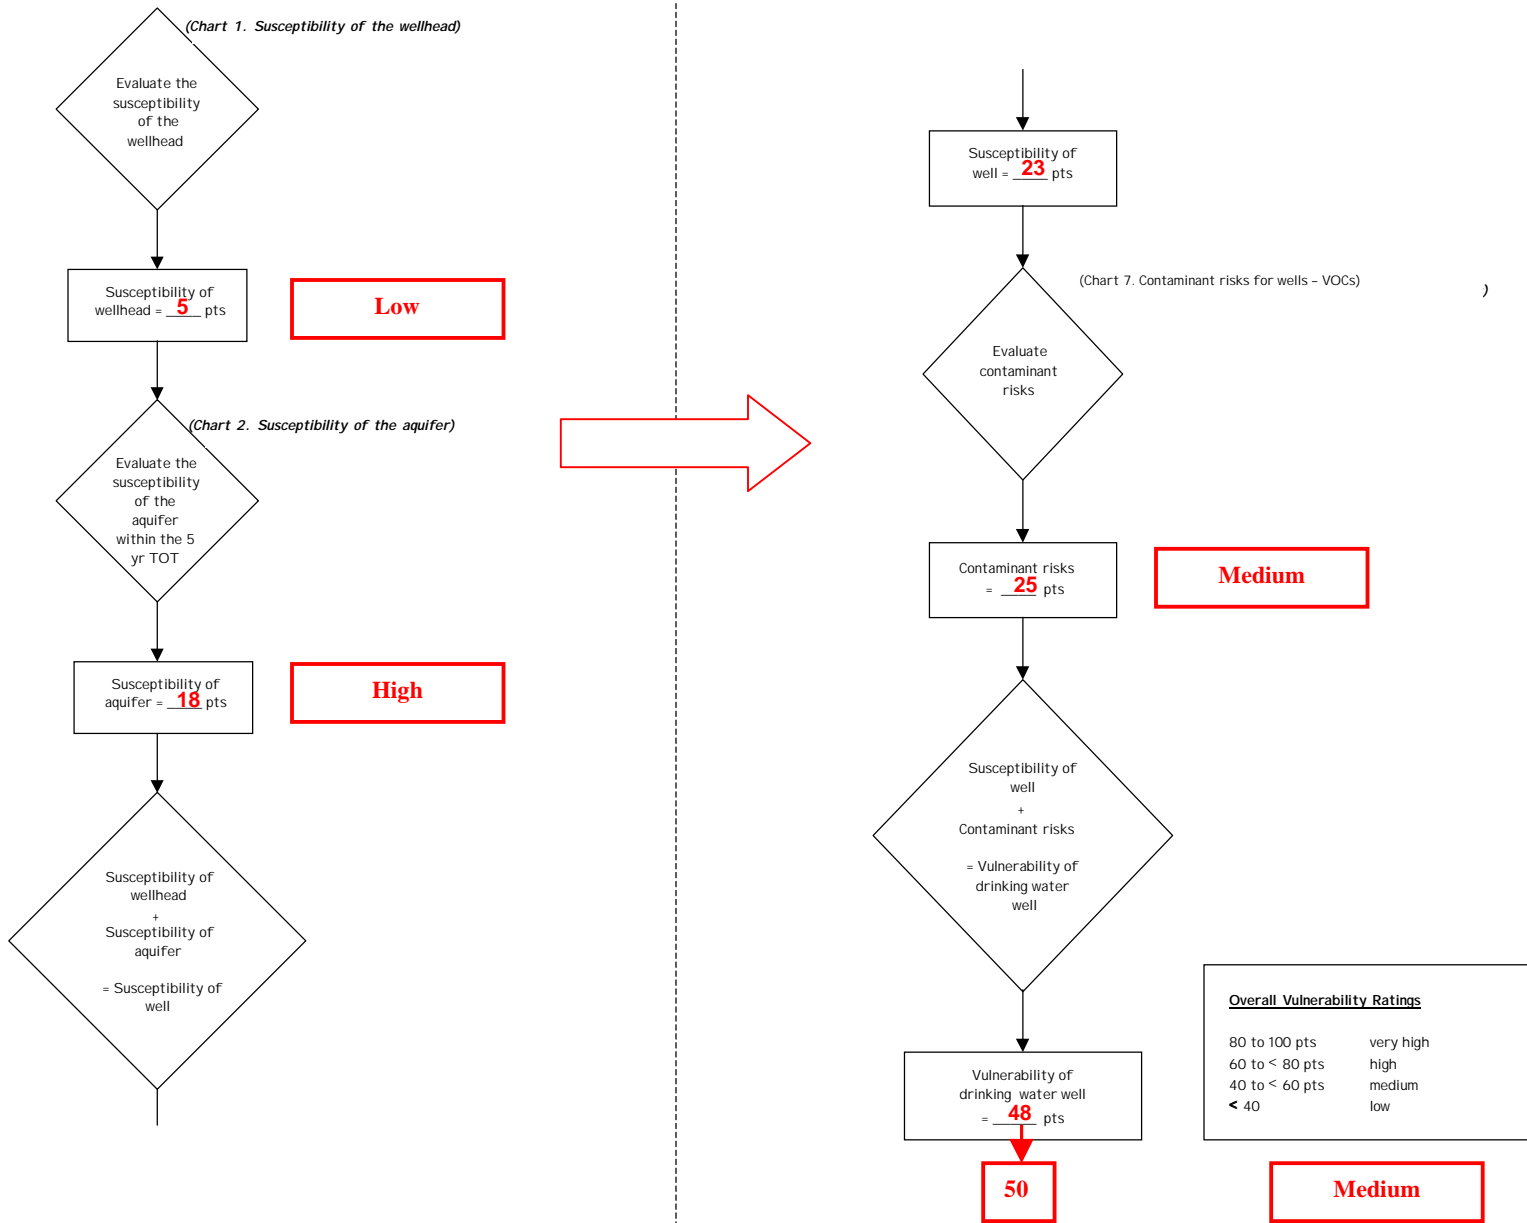 (Chart 1. Susceptibility of the wellhead)
Evaluate the
susceptibility
of the
wellhead
Susceptibility of
wellhead = 5 pts
Low
(Chart 2. Susceptibility of the aquifer)
Evaluate the
susceptibility
of the
aquifer
within the 5
yr TOT
Susceptibility of
aquifer = 18 pts
High
Susceptibility of
wellhead
+
Susceptibility of
aquifer
= Susceptibility of
well
Susceptibility of
well = 23 pts
(Chart 7. Contaminant risks for wells – VOCs)
)
Evaluate
contaminant
risks
Contaminant risks
= 25 pts
Medium
Susceptibility of
well
+
Contaminant risks
= Vulnerability of
drinking water
well
Vulnerability of
drinking water well
= 48 pts
50
Overall Vulnerability Ratings
80 to 100 pts very high
60 to < 80 pts high
40 to < 60 pts medium
< 40 low
Medium